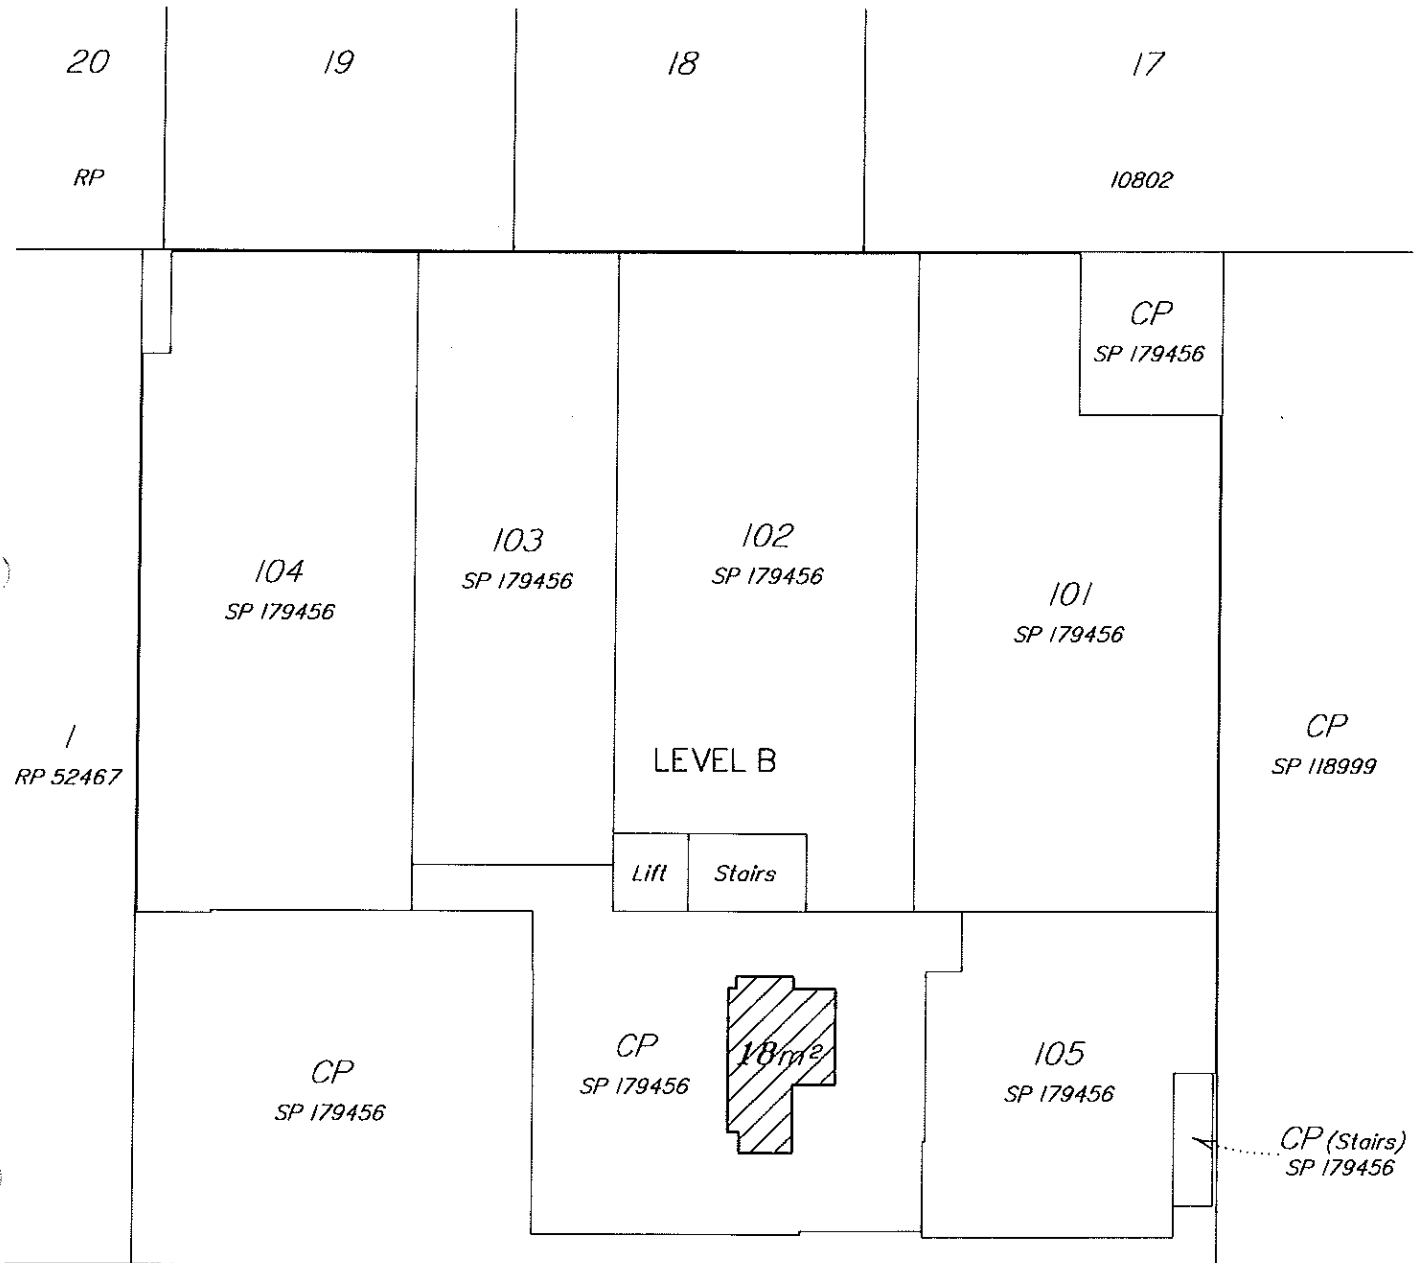 20
19
18
17
RP
10802
CP
SP 179456
104
SP 179456
103
SP 179456
102
SP 179456
101
SP 179456
1
RP 52467
LEVEL B
CP
SP 118999
Lift
Stairs
CP
SP 179456
CP
SP 179456
18m²
105
SP 179456
CP (Stairs)
SP 179456